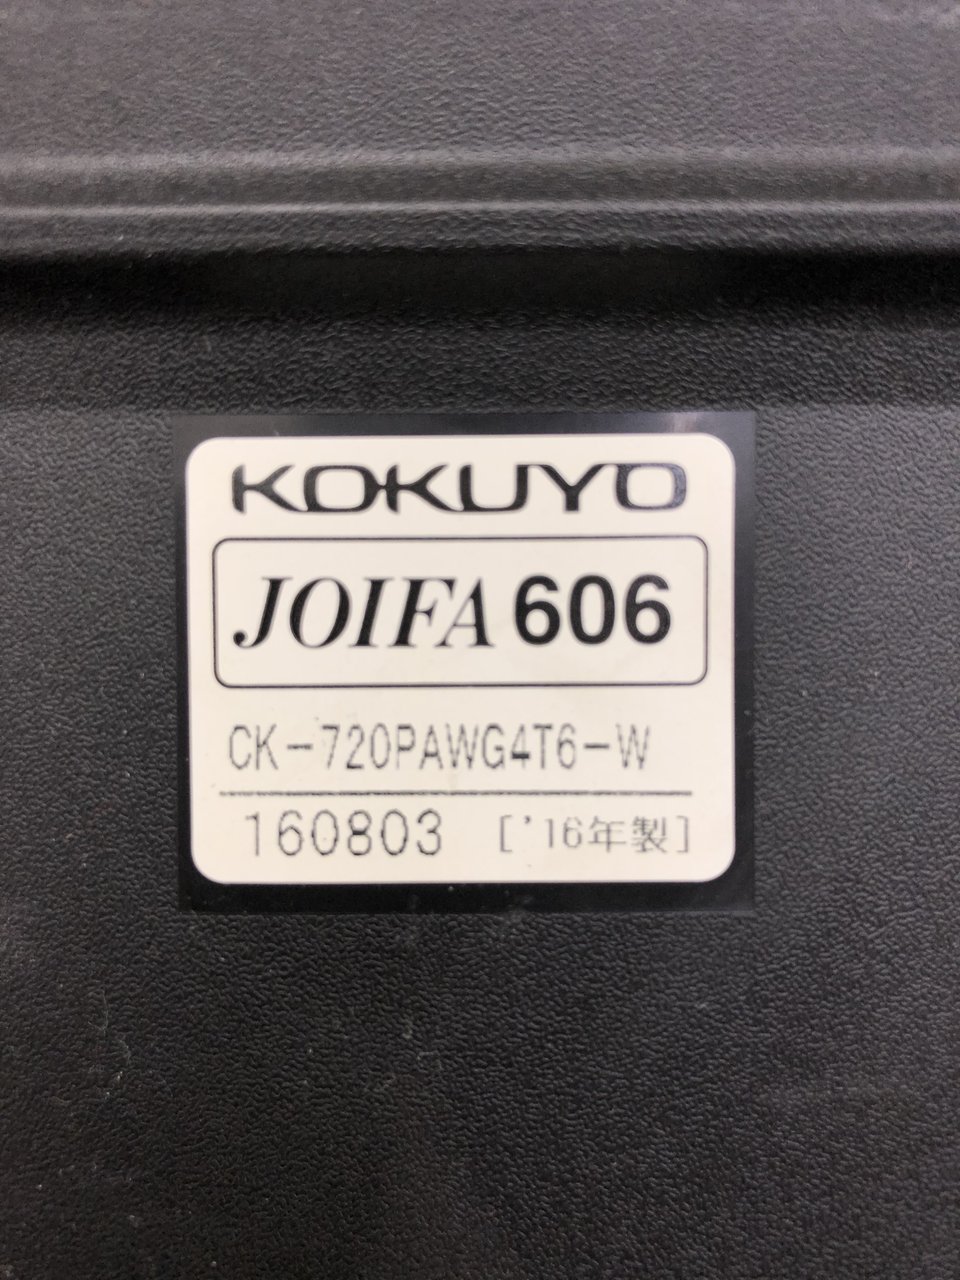 KOKUYO
JOIFA 606
CK-720PAWG4T6-W
160803 ['16年製]